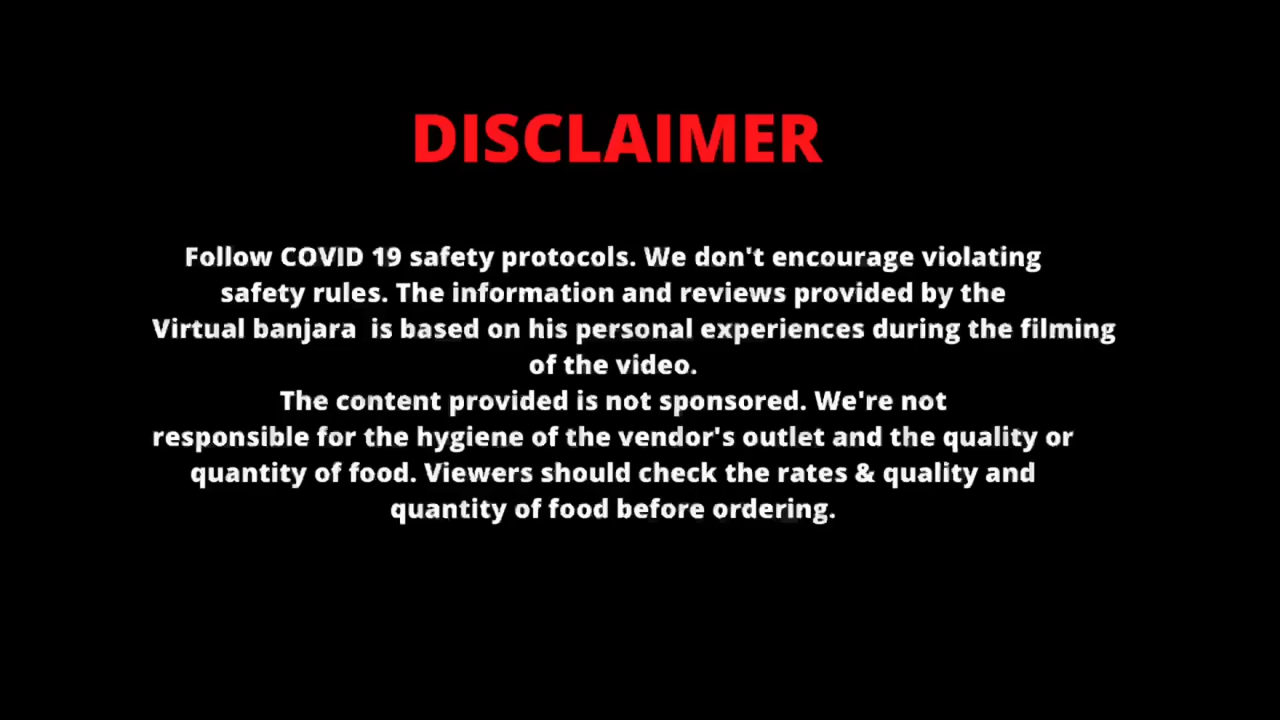 DISCLAIMER
Follow COVID 19 safety protocols. We don't encourage violating
safety rules. The information and reviews provided by the
Virtual banjara  is based on his personal experiences during the filming
of the video.
The content provided is not sponsored. We're not
responsible for the hygiene of the vendor's outlet and the quality or
quantity of food. Viewers should check the rates & quality and
quantity of food before ordering.